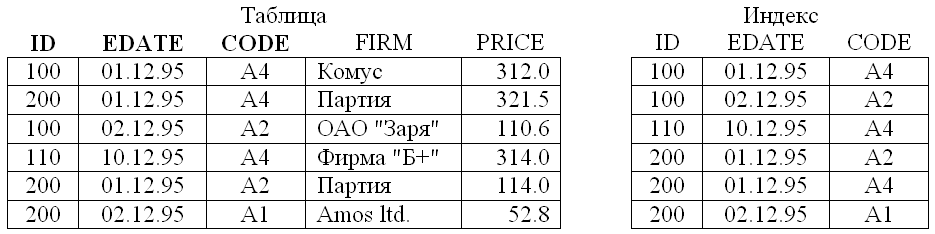 Таблица Индекс
ID EDATE CODE FIRM PRICE ID EDATE CODE
100 01.12.95 A4 Комус 312.0 100 01.12.95 A4
200 01.12.95 A4 Партия 321.5 100 02.12.95 A2
100 02.12.95 A2 ОАО "Заря" 110.6 110 10.12.95 A4
110 10.12.95 A4 Фирма "Б+" 314.0 200 01.12.95 A2
200 01.12.95 A2 Партия 114.0 200 01.12.95 A4
200 02.12.95 A1 Amos ltd. 52.8 200 02.12.95 A1